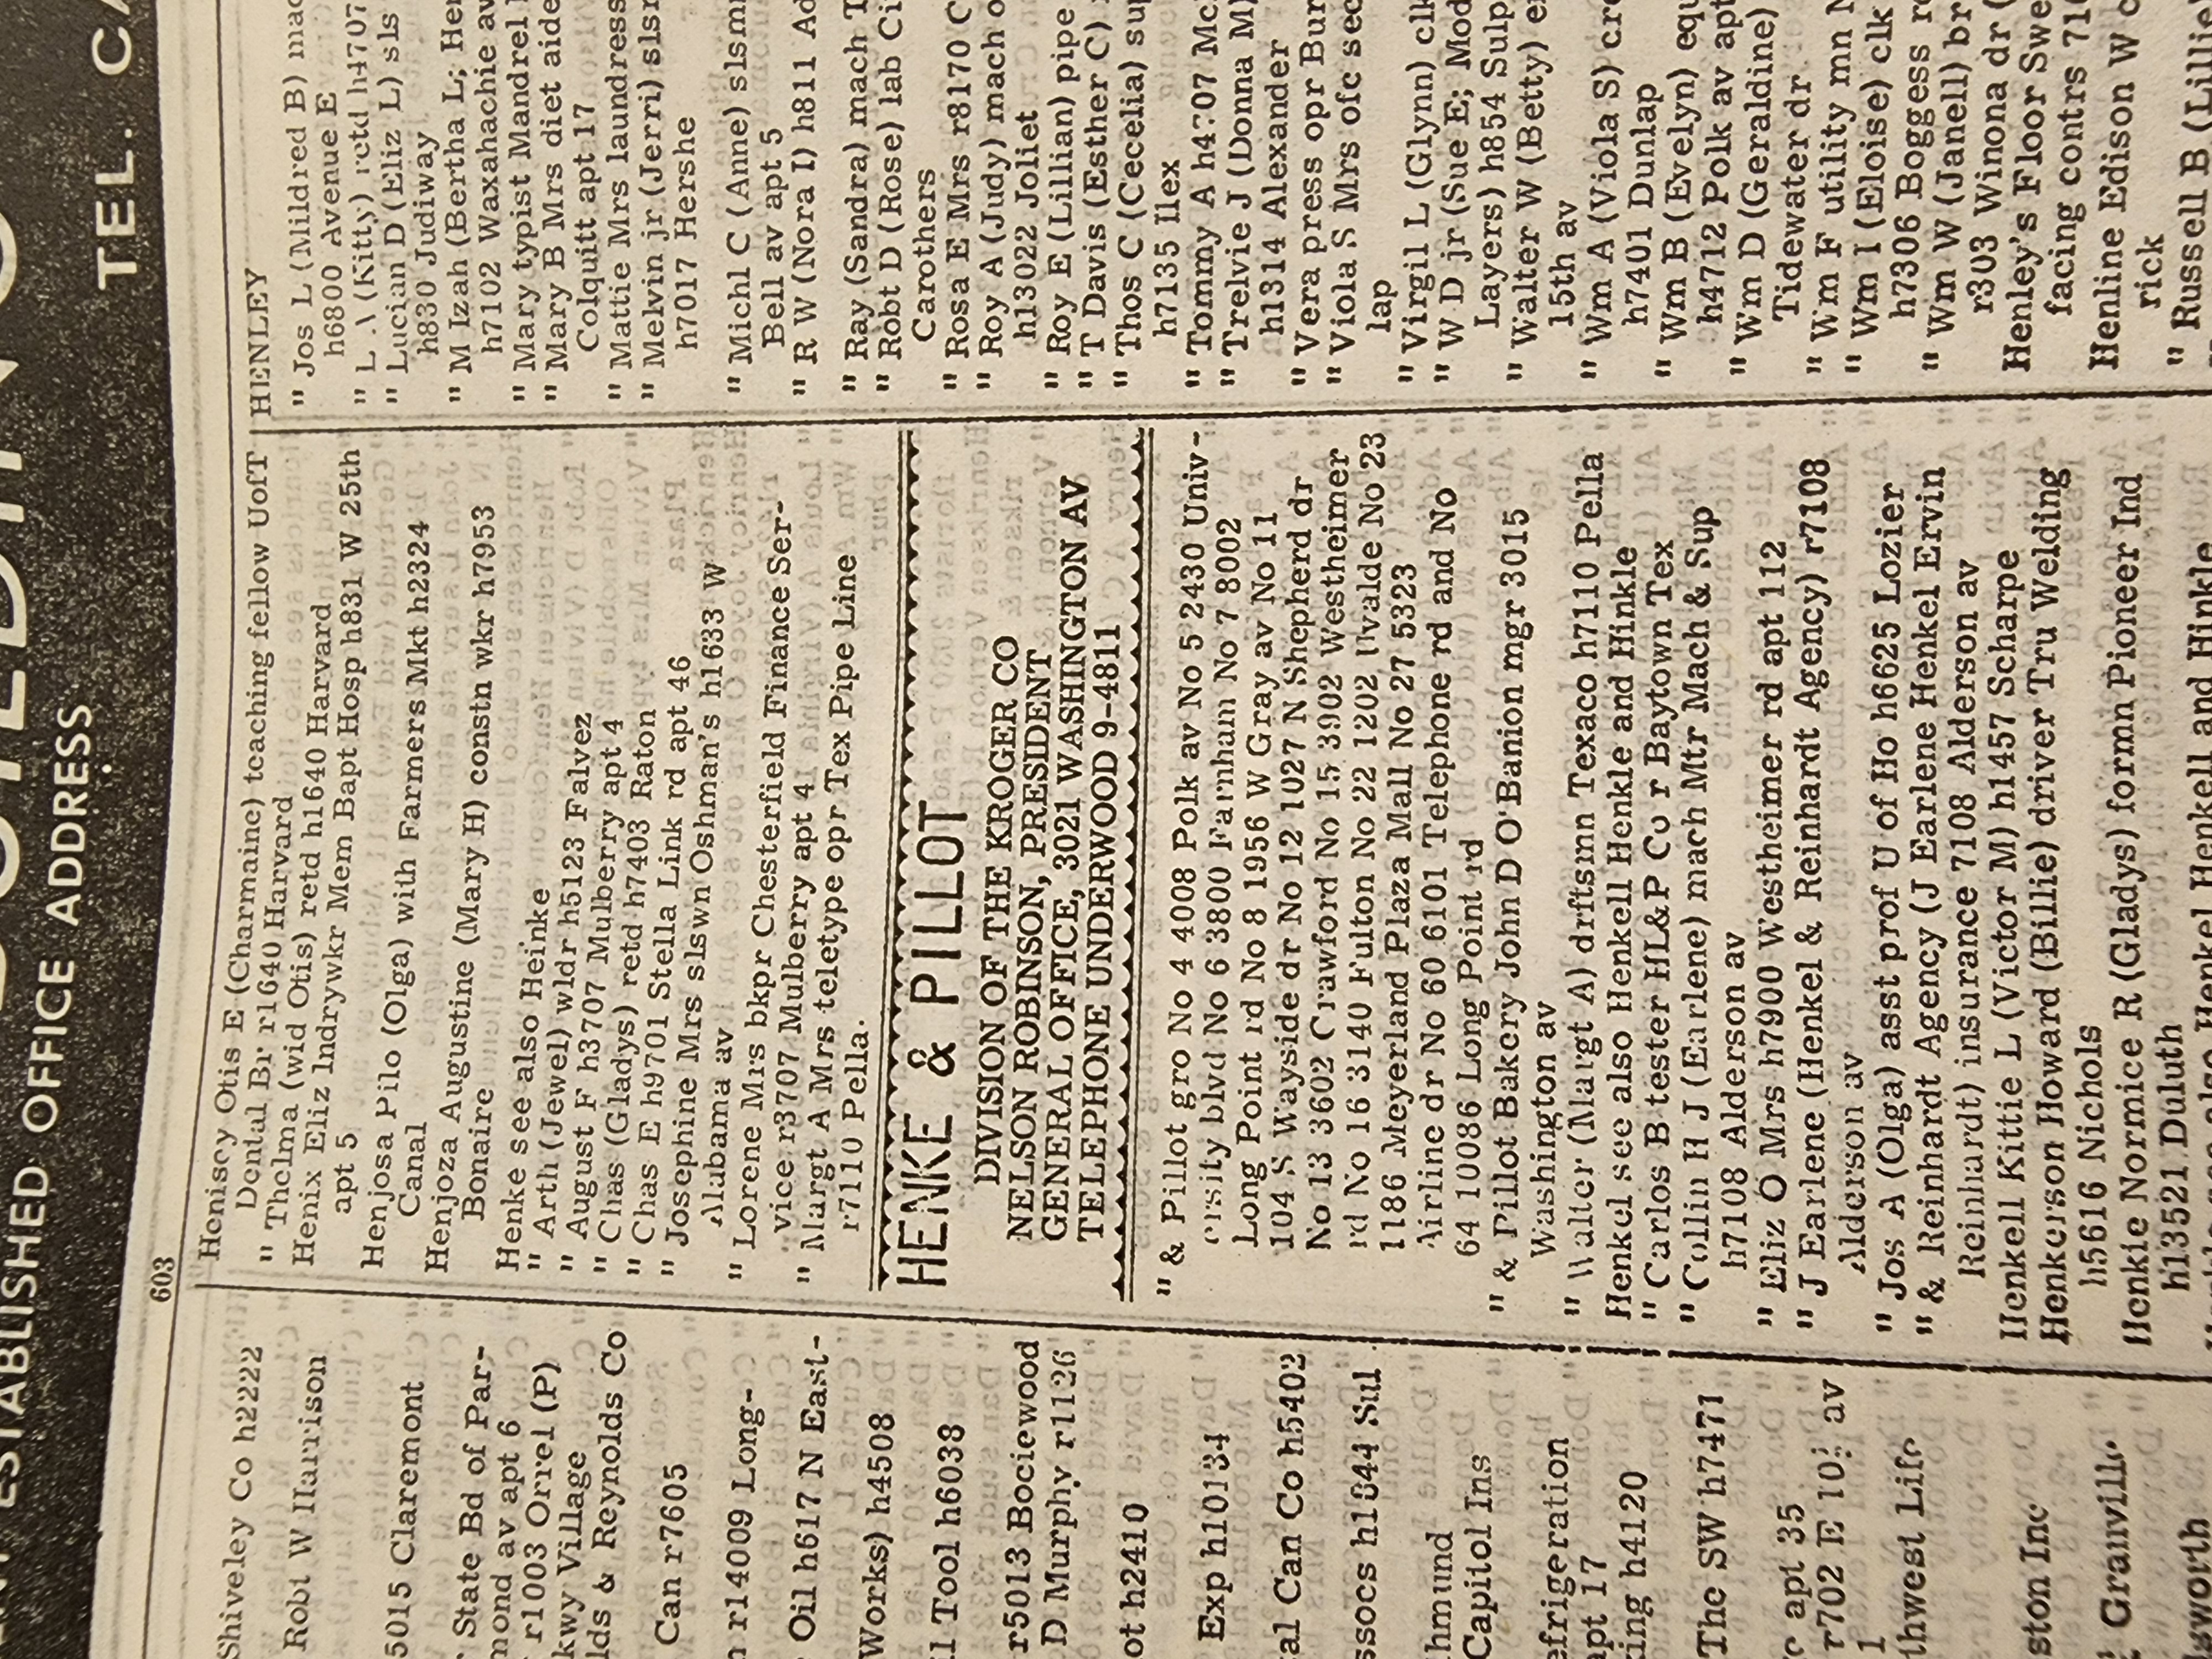 ESTABLISHED OFFICE ADDRESS
TEL. CA
603
Shiveley Co h2222
Robt W Harrison
5015 Claremont
State Bd of Par-
mond av apt 6
r1003 Orrel (P)
kwy Village
lds & Reynolds Co
Can r7605
r14009 Long-
Oil h617 N East-
Works) h4508
Tool h6038
r5013 Bociewood
D Murphy r1126
h2410
Exp h10134
Can Co h5402
Capitol Ins
apt 17
h4120
The SW h7471
apt 35
r702 E
Henisey Otis E (Charmaine) teaching fellow UofT
Dental Br r1640 Harvard
" Thelma (wid Otis) retd h1640 Harvard
Henix Eliz Indrywkr Mem Bapt Hosp h831 W 25th
apt 5
Henjosa Pilo (Olga) with Farmers Mkt h2324
Canal
Henjoza Augustine (Mary H) constn wkr h7953
Bonaire
Henke see also Heinke
" Arth (Jewel) wldr h5123 Falvez
" August F h3707 Mulberry apt 4
" Chas (Gladys) retd h7403 Raton
" Chas E h9701 Stella Link rd apt 46
" Josephine Mrs slswn Oshman's h1633 W
Alabama av
" Lorene Mrs bkpr Chesterfield Finance Ser-
vice r3707 Mulberry apt 4
" Margt A Mrs teletype opr Tex Pipe Line
r7110 Pella.
HENKE & PILLOT
DIVISION OF THE KROGER CO
NELSON ROBINSON, PRESIDENT
GENERAL OFFICE, 3021 WASHINGTON AV
TELEPHONE UNDERWOOD 9-4811
" & Pillot gro No 4 4008 Polk av No 5 2430 Univ-
ersity blvd No 6 3800 Farnham No 7 8002
Long Point rd No 8 1956 W Gray av No 11
104 S Wayside dr No 12 1027 N Shepherd dr
No 13 3602 Crawford No 15 3902 Westheimer
rd No 16 3140 Fulton No 22 1202 Uvalde No 23
1186 Meyerland Plaza Mall No 27 5323
Airline dr No 60 6101 Telephone rd and No
64 10086 Long Point rd
" & Pillot Bakery John D O'Banion mgr 3015
Washington av
" Walter (Margt A) drftsmn Texaco h7110 Pella
Henkel see also Henkell Henkle and Hinkle
" Carlos B tester HL&P Co r Baytown Tex
" Collin H J (Earlene) mach Mtr Mach & Sup
h7108 Alderson av
" Eliz O Mrs h7900 Westheimer rd apt 112
" J Earlene (Henkel & Reinhardt Agency) r7108
Alderson av
" Jos A (Olga) asst prof U of Ho h6625 Lozier
" & Reinhardt Agency (J Earlene Henkel Ervin
Reinhardt) insurance 7108 Alderson av
Henkell Kittie L (Victor M) h1457 Scharpe
Henkerson Howard (Billie) driver Tru Welding
h5616 Nichols
Henkie Normice R (Gladys) formn Pioneer Ind
h13521 Duluth
Henkel Henkell and Hinkle
HENLEY
" Jos L (Mildred B) mac
h6800 Avenue E
" L A (Kitty) retd h4707
" Lucian D (Eliz L) sls
h830 Judiway
" M Izah (Bertha L; Hen
h7102 Waxahachie av
" Mary typist Mandrel
" Mary B Mrs diet aide
Colquitt apt 17
" Mattie Mrs laundress
" Melvin jr (Jerri) slsr
h7017 Hershe
" Michl C (Anne) slsm
Bell av apt 5
" R W (Nora I) h811 Ad
" Ray (Sandra) mach T
" Robt D (Rose) lab Ci
Carothers
" Rosa E Mrs r8170 C
" Roy A (Judy) mach o
h13022 Joliet
" Roy E (Lillian) pipe
" T Davis (Esther C)
" Thos C (Cecelia) su
h7135 Ilex
" Tommy A h4707 Mc
" Trelvie J (Donna M)
h1314 Alexander
" Vera press opr Bur
" Viola S Mrs ofc sec
lap
" Virgil L (Glynn) clk
" W D jr (Sue E; Mod
Layers) h854 Sulp
" Walter W (Betty) e
15th av
" Wm A (Viola S) cr
h7401 Dunlap
" Wm B (Evelyn) equ
h4712 Polk av apt
" Wm D (Geraldine)
Tidewater dr
" Wm F utility mn
" Wm I (Eloise) clk
h7306 Boggess r
" Wm W (Janell) br
r303 Winona dr (
Henley's Floor Swe
facing contrs 710
Henline Edison W c
rick
" Russell B (Lillie